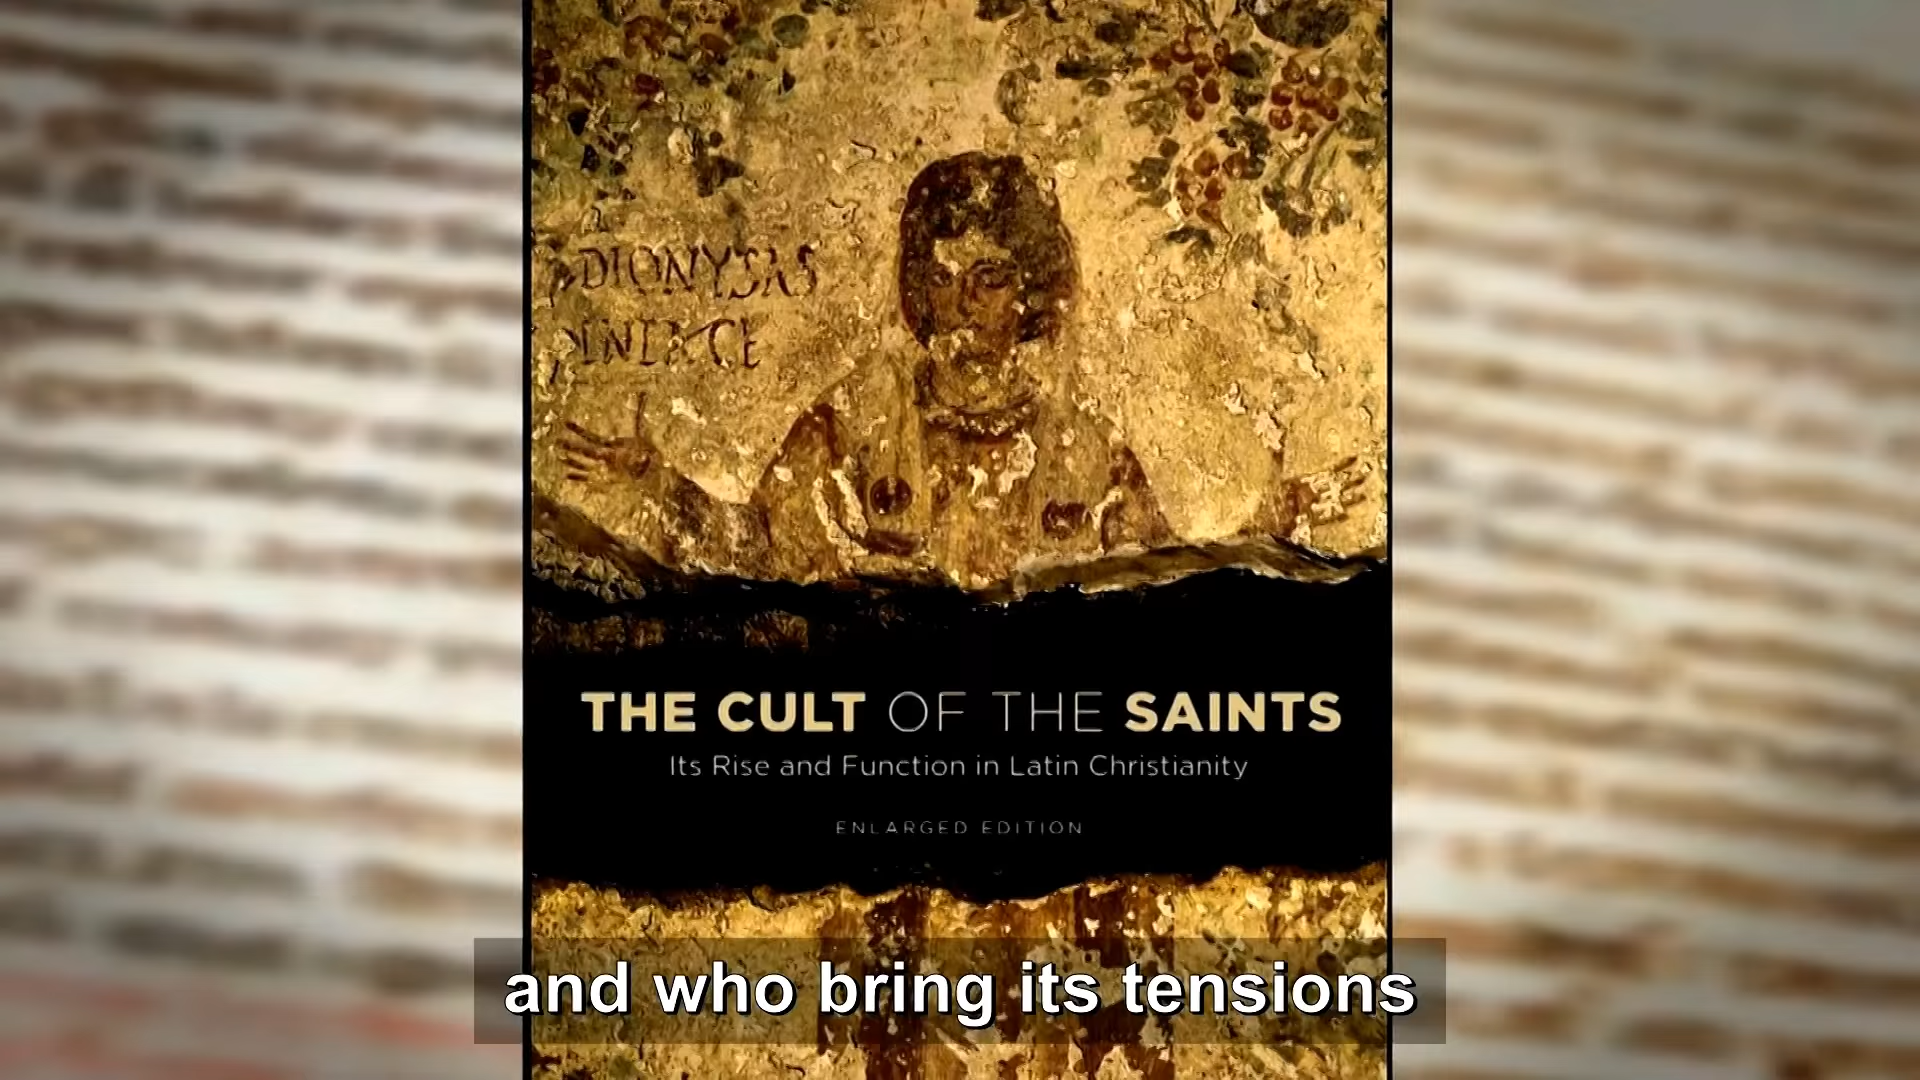 DIONYSAS
THE CULT OF THE SAINTS
Its Rise and Function in Latin Christianity
ENLARGED EDITION
and who bring its tensions